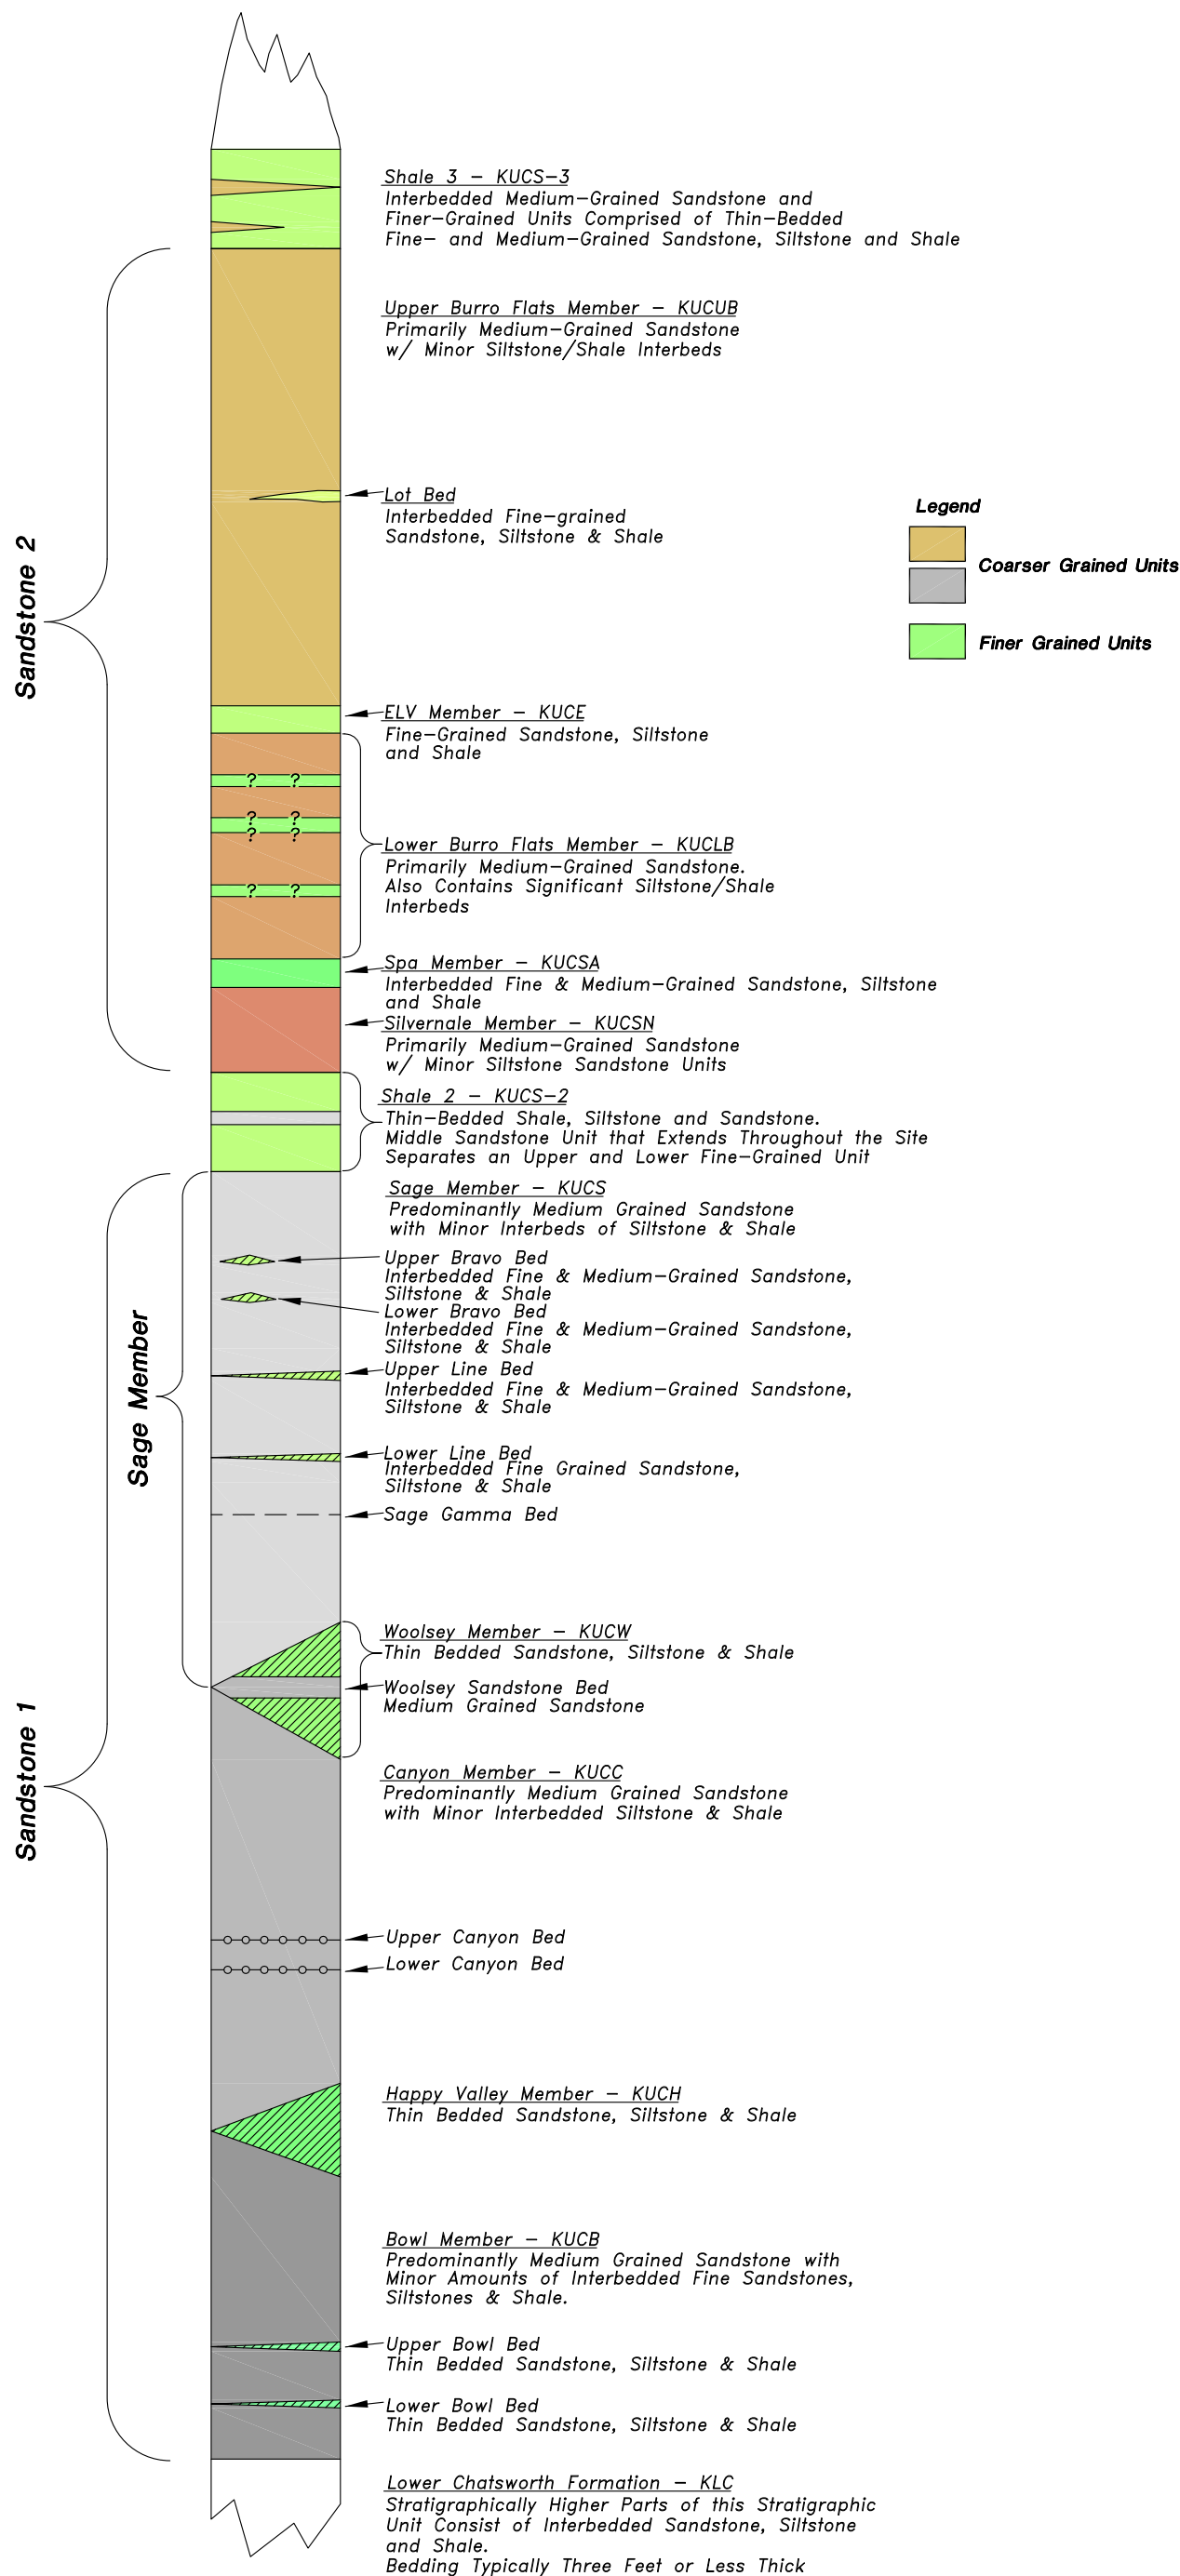 Shale 3 - KUCS-3
Interbedded Medium-Grained Sandstone and
Finer-Grained Units Comprised of Thin-Bedded
Fine- and Medium-Grained Sandstone, Siltstone and Shale
Upper Burro Flats Member - KUCUB
Primarily Medium-Grained Sandstone
w/ Minor Siltstone/Shale Interbeds
Lot Bed
Interbedded Fine-grained
Sandstone, Siltstone & Shale
Legend
Coarser Grained Units
Finer Grained Units
Sandstone 2
ELV Member - KUCE
Fine-Grained Sandstone, Siltstone
and Shale
? ?
? ?
? ?
? ?
Lower Burro Flats Member - KUCLB
Primarily Medium-Grained Sandstone.
Also Contains Significant Siltstone/Shale
Interbeds
Spa Member - KUCSA
Interbedded Fine & Medium-Grained Sandstone, Siltstone
and Shale
Silvernale Member - KUCSN
Primarily Medium-Grained Sandstone
w/ Minor Siltstone Sandstone Units
Shale 2 - KUCS-2
Thin-Bedded Shale, Siltstone and Sandstone.
Middle Sandstone Unit that Extends Throughout the Site
Separates an Upper and Lower Fine-Grained Unit
Sage Member - KUCS
Predominantly Medium Grained Sandstone
with Minor Interbeds of Siltstone & Shale
Upper Bravo Bed
Interbedded Fine & Medium-Grained Sandstone,
Siltstone & Shale
Lower Bravo Bed
Interbedded Fine & Medium-Grained Sandstone,
Siltstone & Shale
Upper Line Bed
Interbedded Fine & Medium-Grained Sandstone,
Siltstone & Shale
Sage Member
Lower Line Bed
Interbedded Fine Grained Sandstone,
Siltstone & Shale
Sage Gamma Bed
Woolsey Member - KUCW
Thin Bedded Sandstone, Siltstone & Shale
Woolsey Sandstone Bed
Medium Grained Sandstone
Sandstone 1
Canyon Member - KUCC
Predominantly Medium Grained Sandstone
with Minor Interbedded Siltstone & Shale
Upper Canyon Bed
Lower Canyon Bed
Happy Valley Member - KUCH
Thin Bedded Sandstone, Siltstone & Shale
Bowl Member - KUCB
Predominantly Medium Grained Sandstone with
Minor Amounts of Interbedded Fine Sandstones,
Siltstones & Shale.
Upper Bowl Bed
Thin Bedded Sandstone, Siltstone & Shale
Lower Bowl Bed
Thin Bedded Sandstone, Siltstone & Shale
Lower Chatsworth Formation - KLC
Stratigraphically Higher Parts of this Stratigraphic
Unit Consist of Interbedded Sandstone, Siltstone
and Shale.
Bedding Typically Three Feet or Less Thick